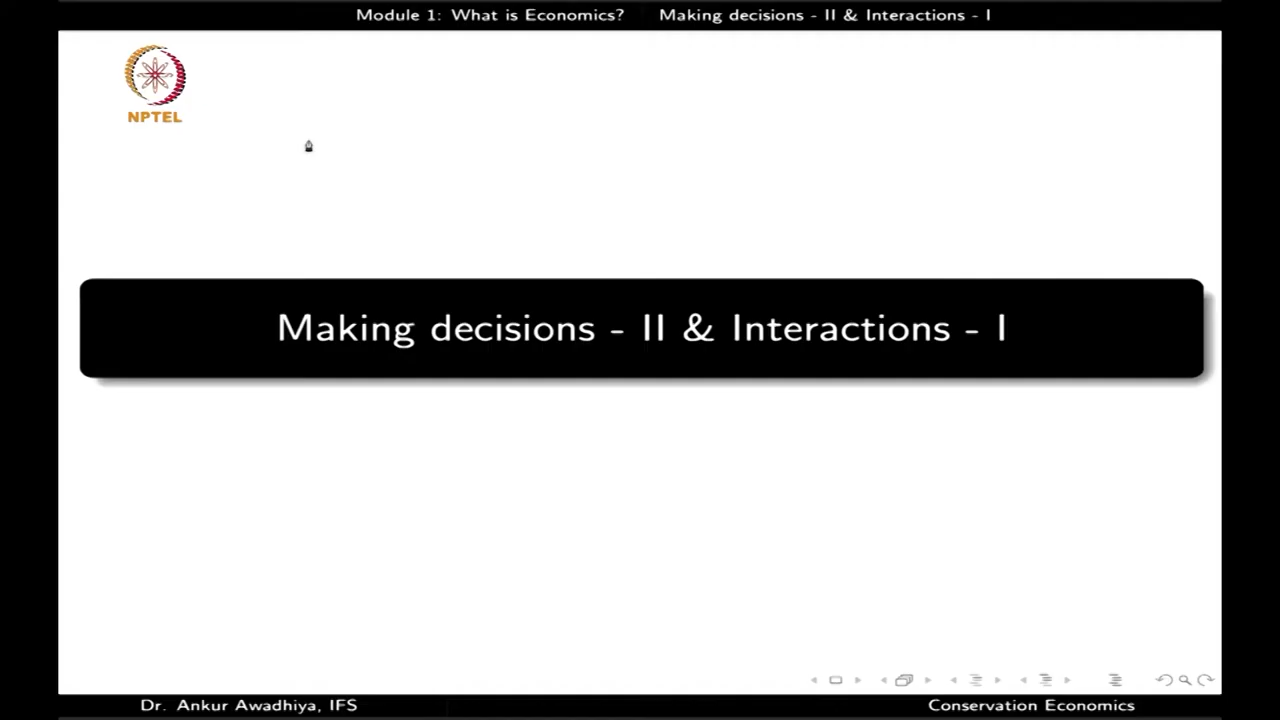 Module 1: What is Economics? Making decisions - II & Interactions - I
NPTEL
Making decisions - II & Interactions - I
Dr. Ankur Awadhiya, IFS Conservation Economics